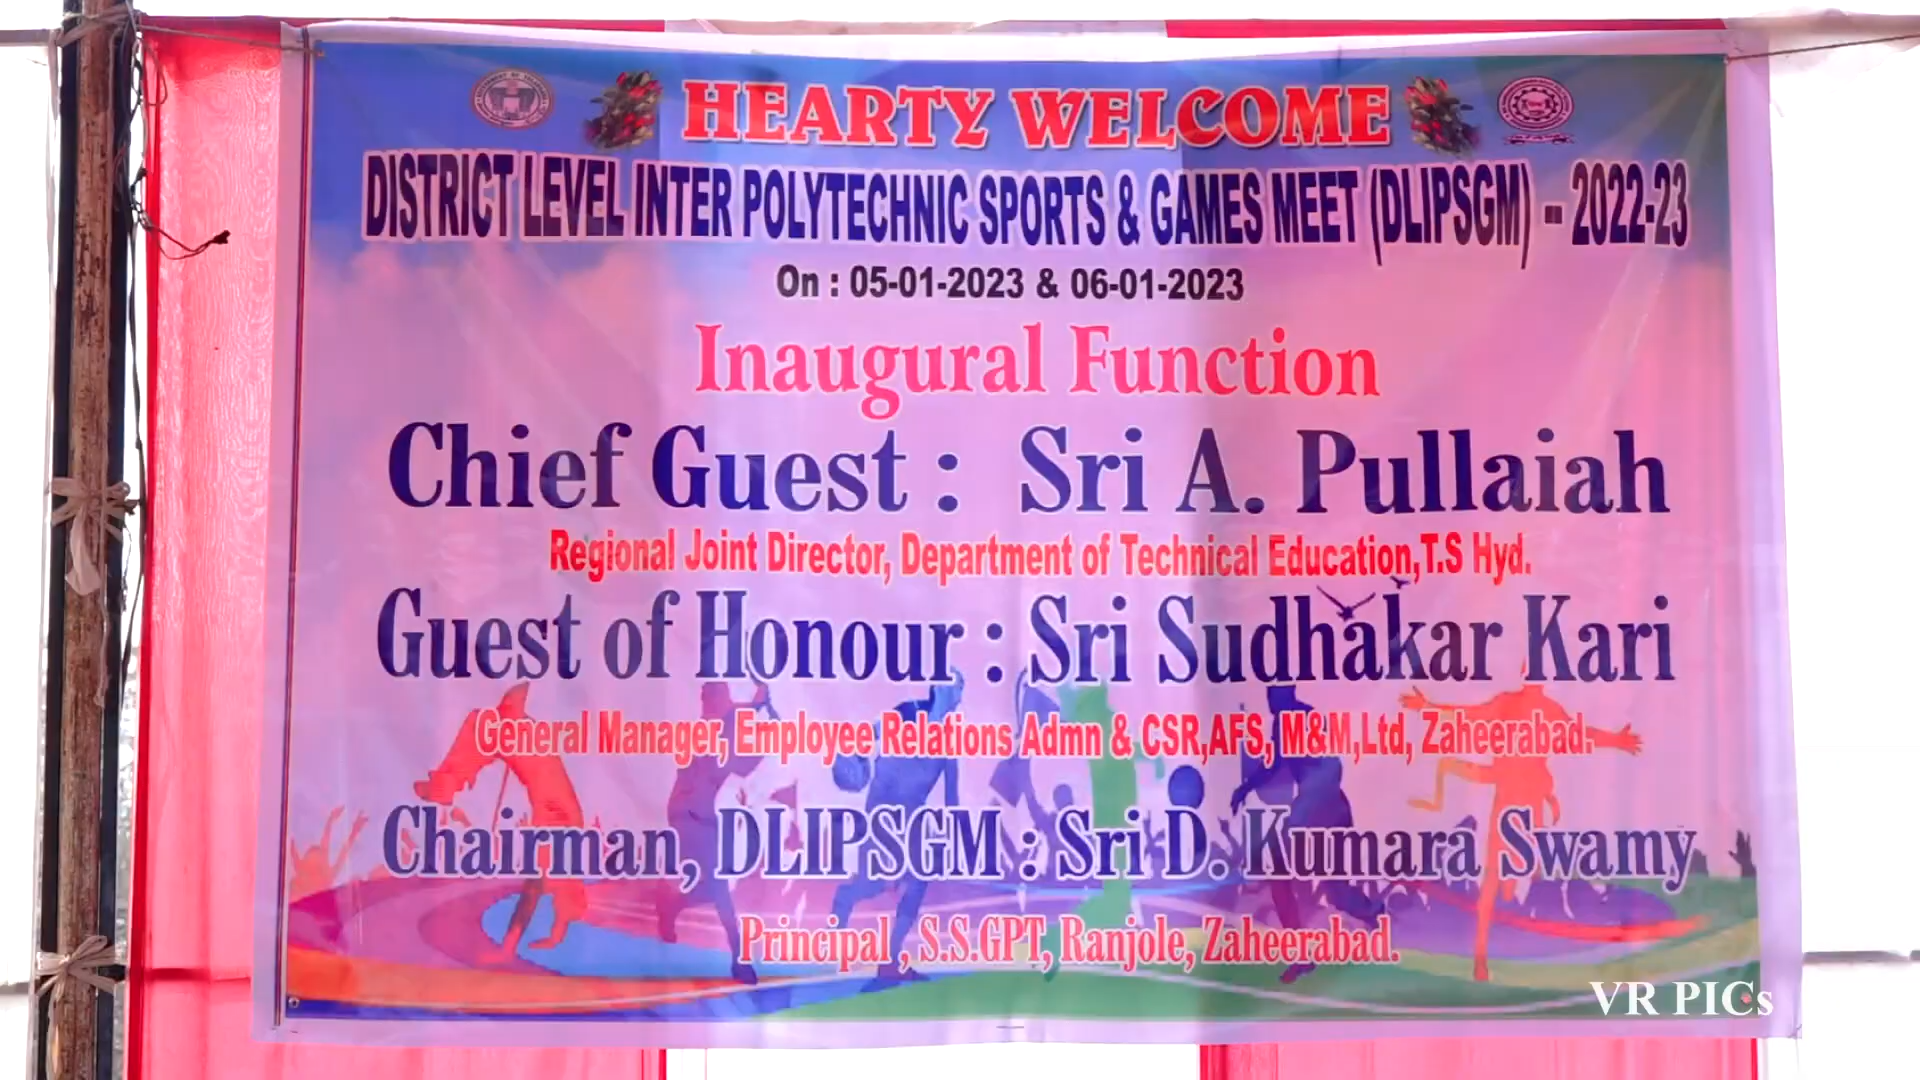 HEARTY WELCOME
DISTRICT LEVEL INTER POLYTECHNIC SPORTS & GAMES MEET (DLIPSGM) - 2022-23
On : 05-01-2023 & 06-01-2023
Inaugural Function
Chief Guest : Sri A. Pullaiah
Regional Joint Director, Department of Technical Education,T.S Hyd.
Guest of Honour : Sri Sudhakar Kari
General Manager, Employee Relations Admn & CSR,AFS, M&M,Ltd, Zaheerabad.
Chairman, DLIPSGM : Sri D. Kumara Swamy
Principal , S.S.GPT, Ranjole, Zaheerabad.
VR PICs